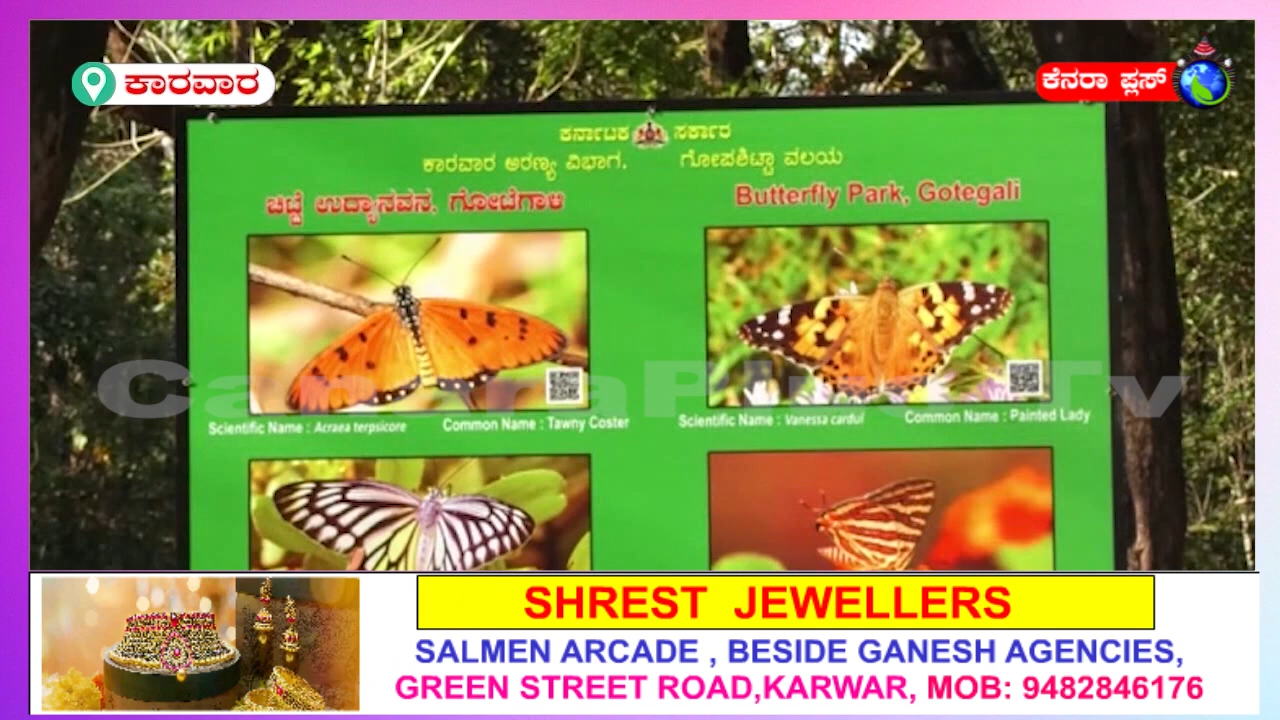 ಕಾರವಾರ
ಕೆನರಾ ಪ್ಲಸ್
ಕರ್ನಾಟಕ ಸರ್ಕಾರ
ಕಾರವಾರ ಅರಣ್ಯ ವಿಭಾಗ. ಗೋಪಶಿಟ್ಟಾ ವಲಯ
ಚಿಟ್ಟೆ ಉದ್ಯಾನವನ, ಗೋಟೆಗಾಳಿ Butterfly Park, Gotegali
CanaraPlus Tv
Scientific Name : Acraea terpsicore Common Name : Tawny Coster Scientific Name : Vanessa cardui Common Name : Painted Lady
SHREST JEWELLERS
SALMEN ARCADE , BESIDE GANESH AGENCIES,
GREEN STREET ROAD,KARWAR, MOB: 9482846176